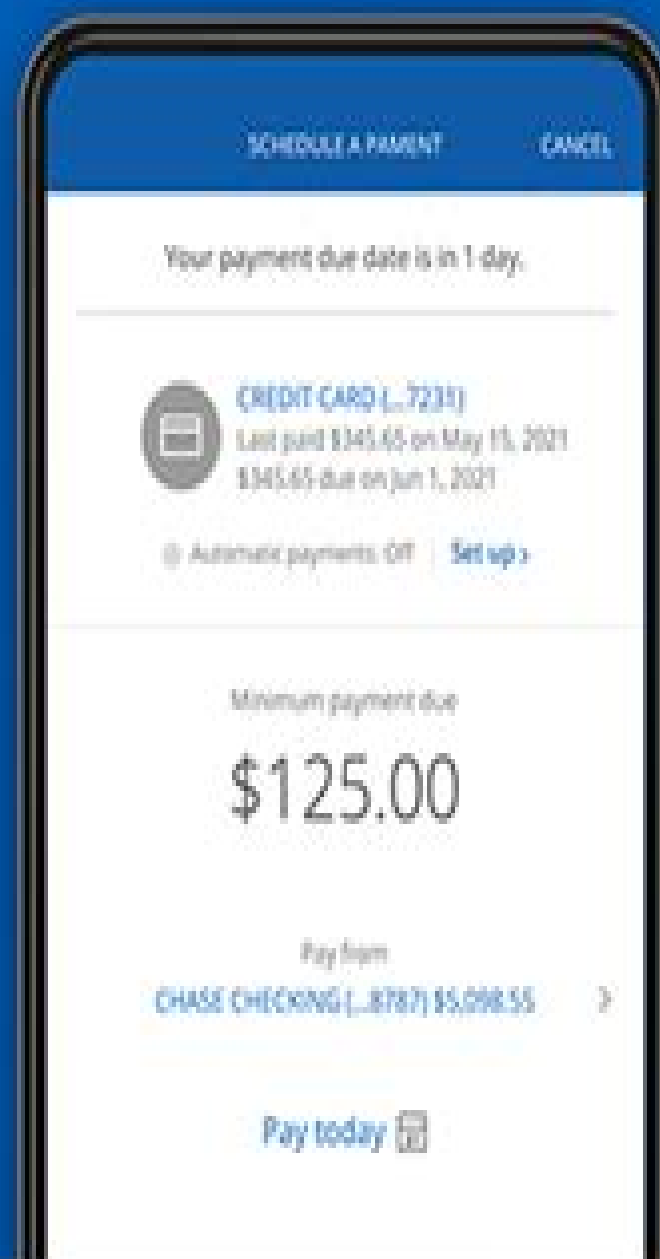 SCHEDULE A PAMENT
CANCEL
Your payment due date is in 1 day.
CREDIT CARD (...7231)
Last paid $345.65 on May 15, 2021
$345.65 due on Jun 1, 2021
Automatic payments: Off
Set up ›
Minimum payment due
$125.00
Pay from
CHASE CHECKING (...8787) $5,098.55
Pay today